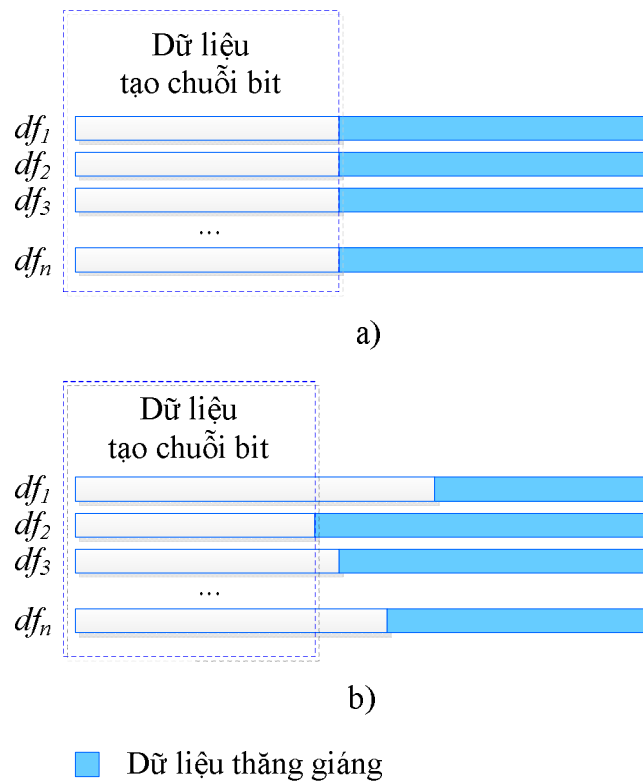 Dữ liệu
tạo chuỗi bit
df1
df2
df3
...
dfn
a)
Dữ liệu
tạo chuỗi bit
df1
df2
df3
...
dfn
b)
Dữ liệu thăng giáng